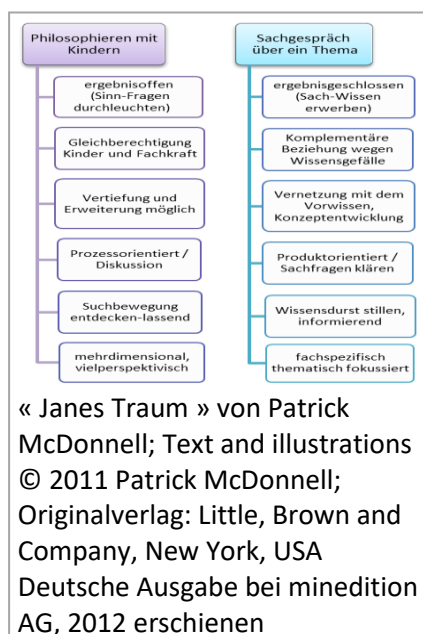 Philosophieren mit
Kindern
ergebnisoffen
(Sinn-Fragen
durchleuchten)
Gleichberechtigung
Kinder und Fachkraft
Vertiefung und
Erweiterung möglich
Prozessorientiert /
Diskussion
Suchbewegung
entdecken-lassend
mehrdimensional,
vielperspektivisch
Sachgespräch
über ein Thema
ergebnisgeschlossen
(Sach-Wissen
erwerben)
Komplementäre
Beziehung wegen
Wissensgefälle
Vernetzung mit dem
Vorwissen,
Konzeptentwicklung
Produktorientiert /
Sachfragen klären
Wissensdurst stillen,
informierend
fachspezifisch
thematisch fokussiert
« Janes Traum » von Patrick
McDonnell; Text and illustrations
© 2011 Patrick McDonnell;
Originalverlag: Little, Brown and
Company, New York, USA
Deutsche Ausgabe bei minedition
AG, 2012 erschienen